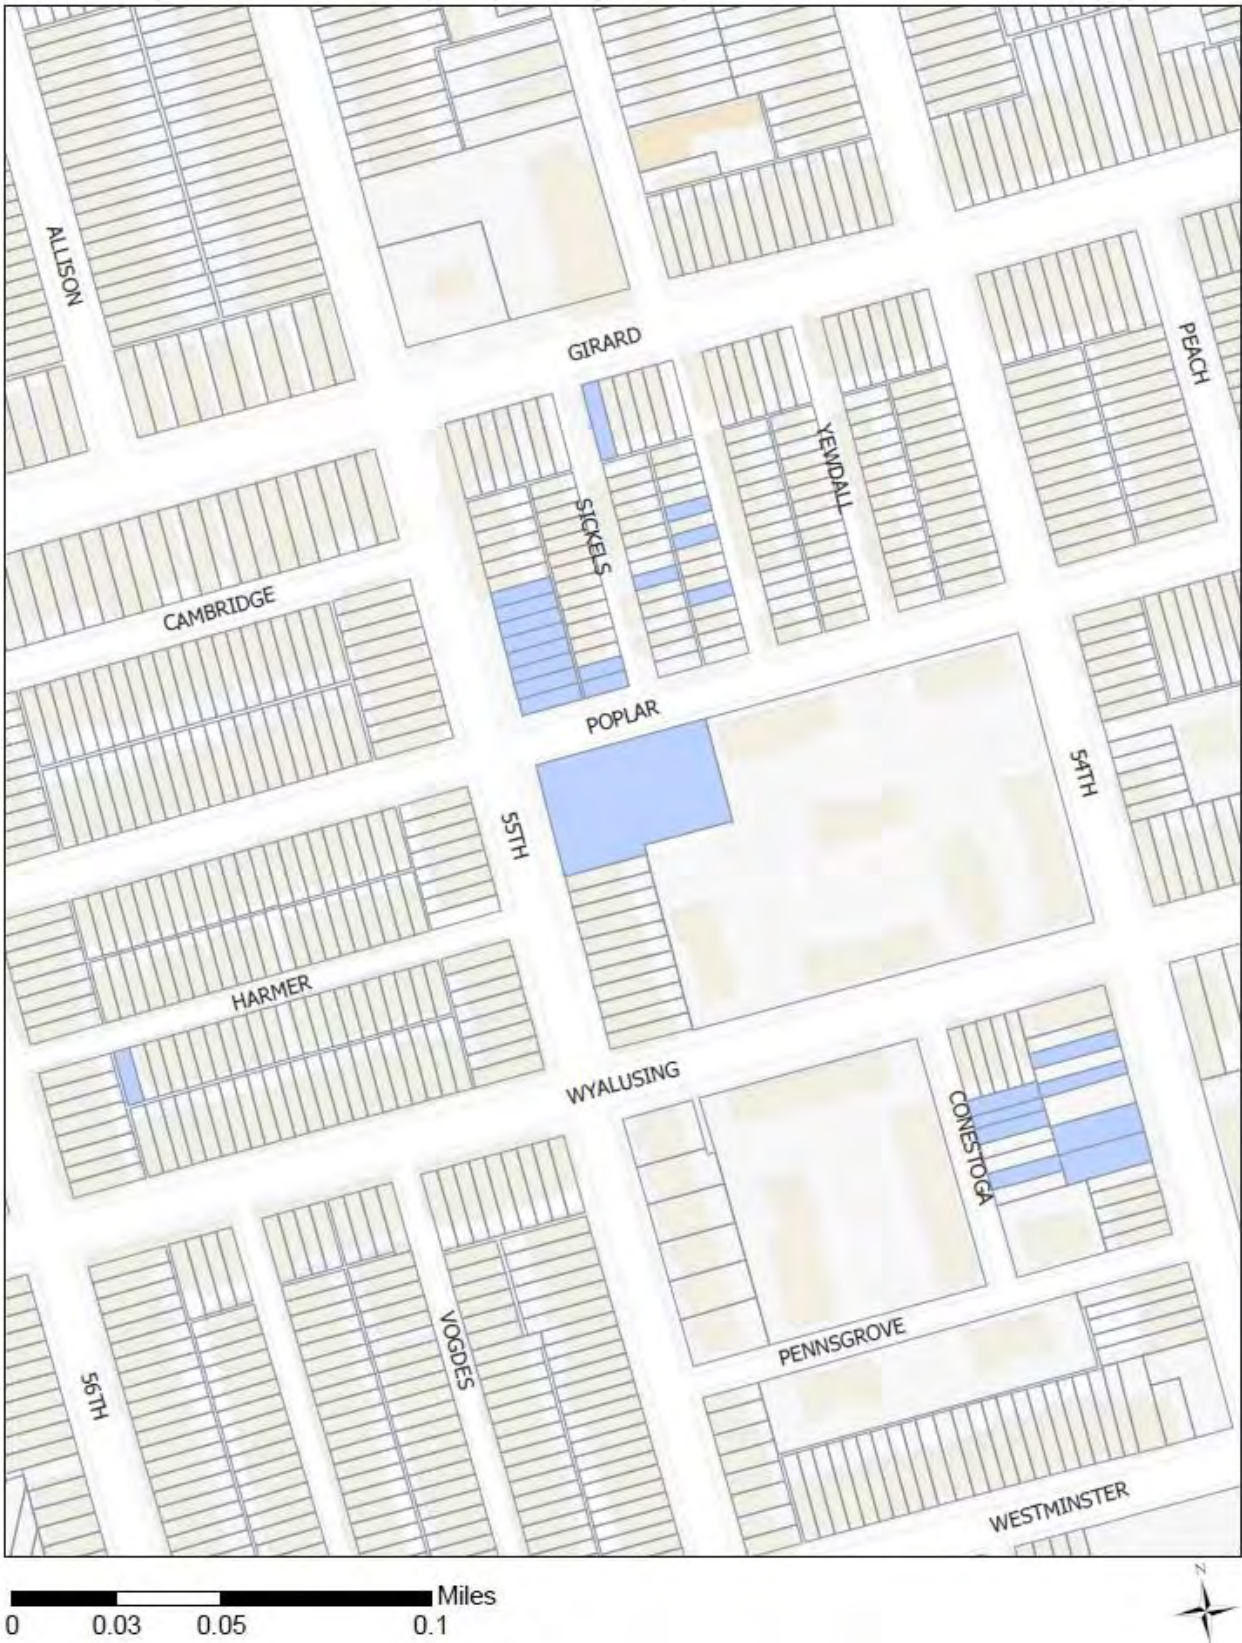 ALLISON
GIRARD
PEACH
YEWDALL
SICKELS
CAMBRIDGE
POPLAR
54TH
55TH
HARMER
WYALUSING
CONESTOGA
VOGDES
PENNSGROVE
56TH
WESTMINSTER
Miles
0 0.03 0.05 0.1
N